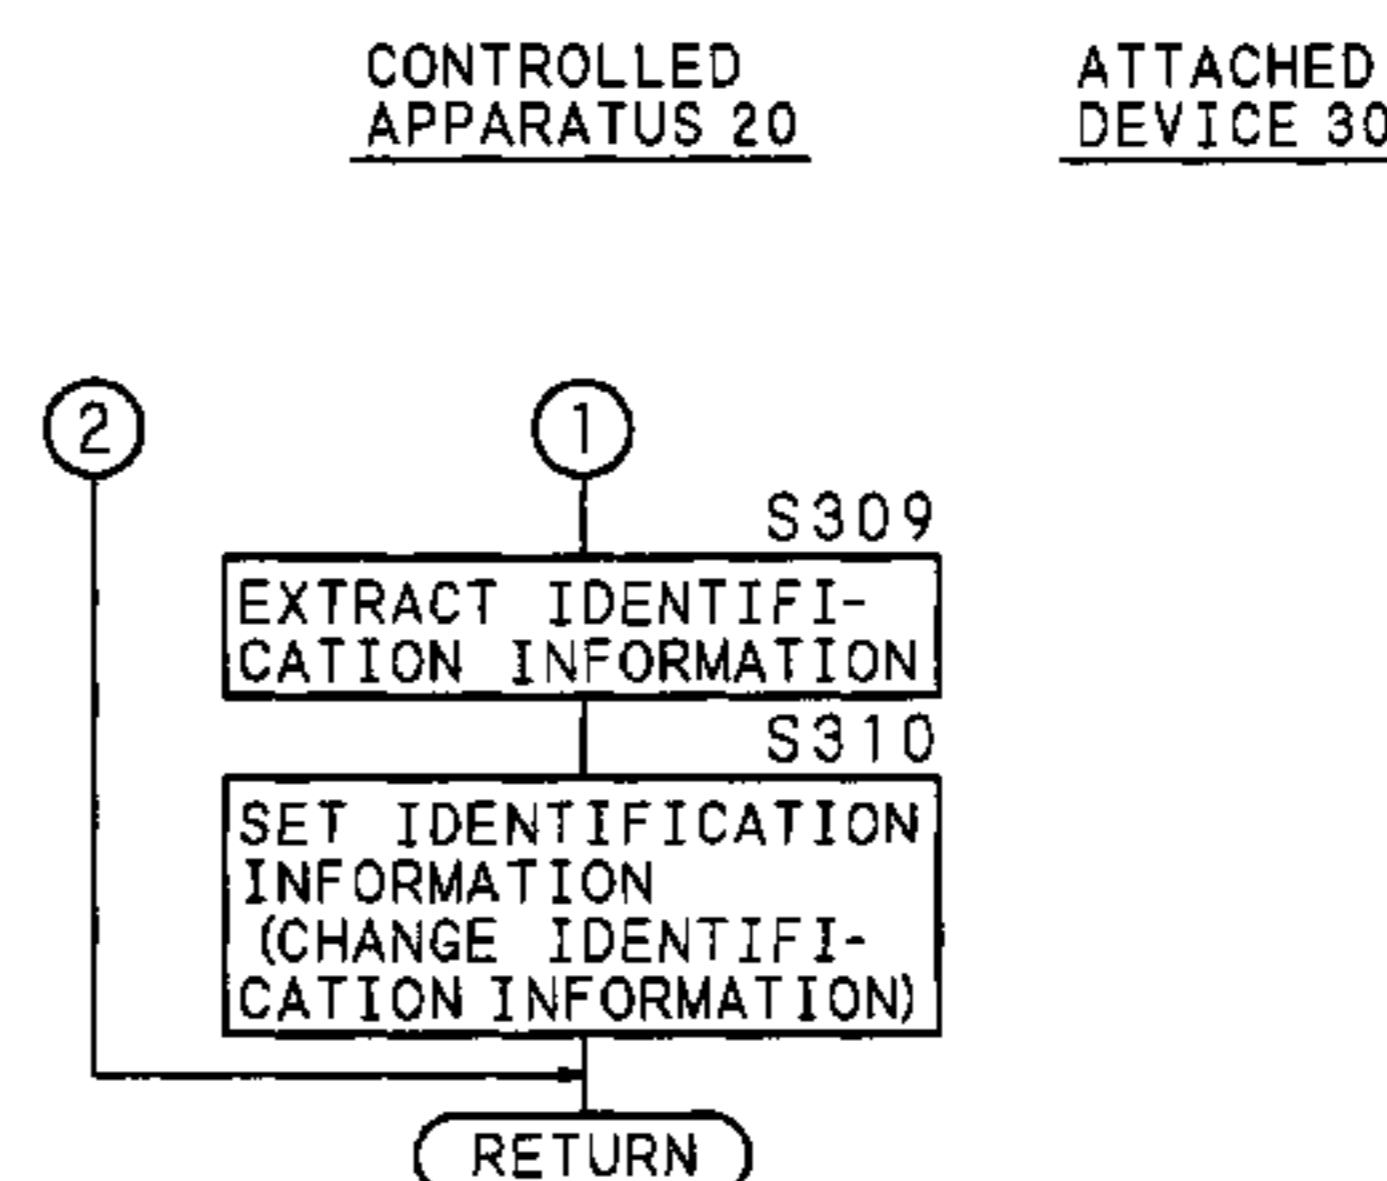 CONTROLLED
APPARATUS 20
ATTACHED
DEVICE 30
2
1
S309
EXTRACT IDENTIFI-
CATION INFORMATION
S310
SET IDENTIFICATION
INFORMATION
(CHANGE IDENTIFI-
CATION INFORMATION)
RETURN